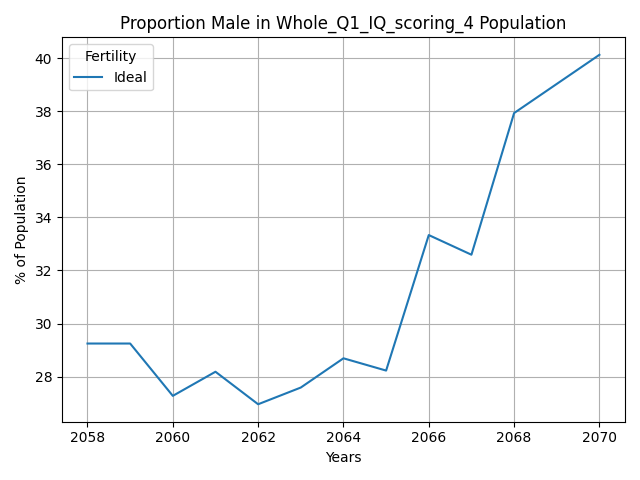 Proportion Male in Whole_Q1_IQ_scoring_4 Population
Fertility
Ideal
% of Population
40
38
36
34
32
30
28
2058 2060 2062 2064 2066 2068 2070
Years